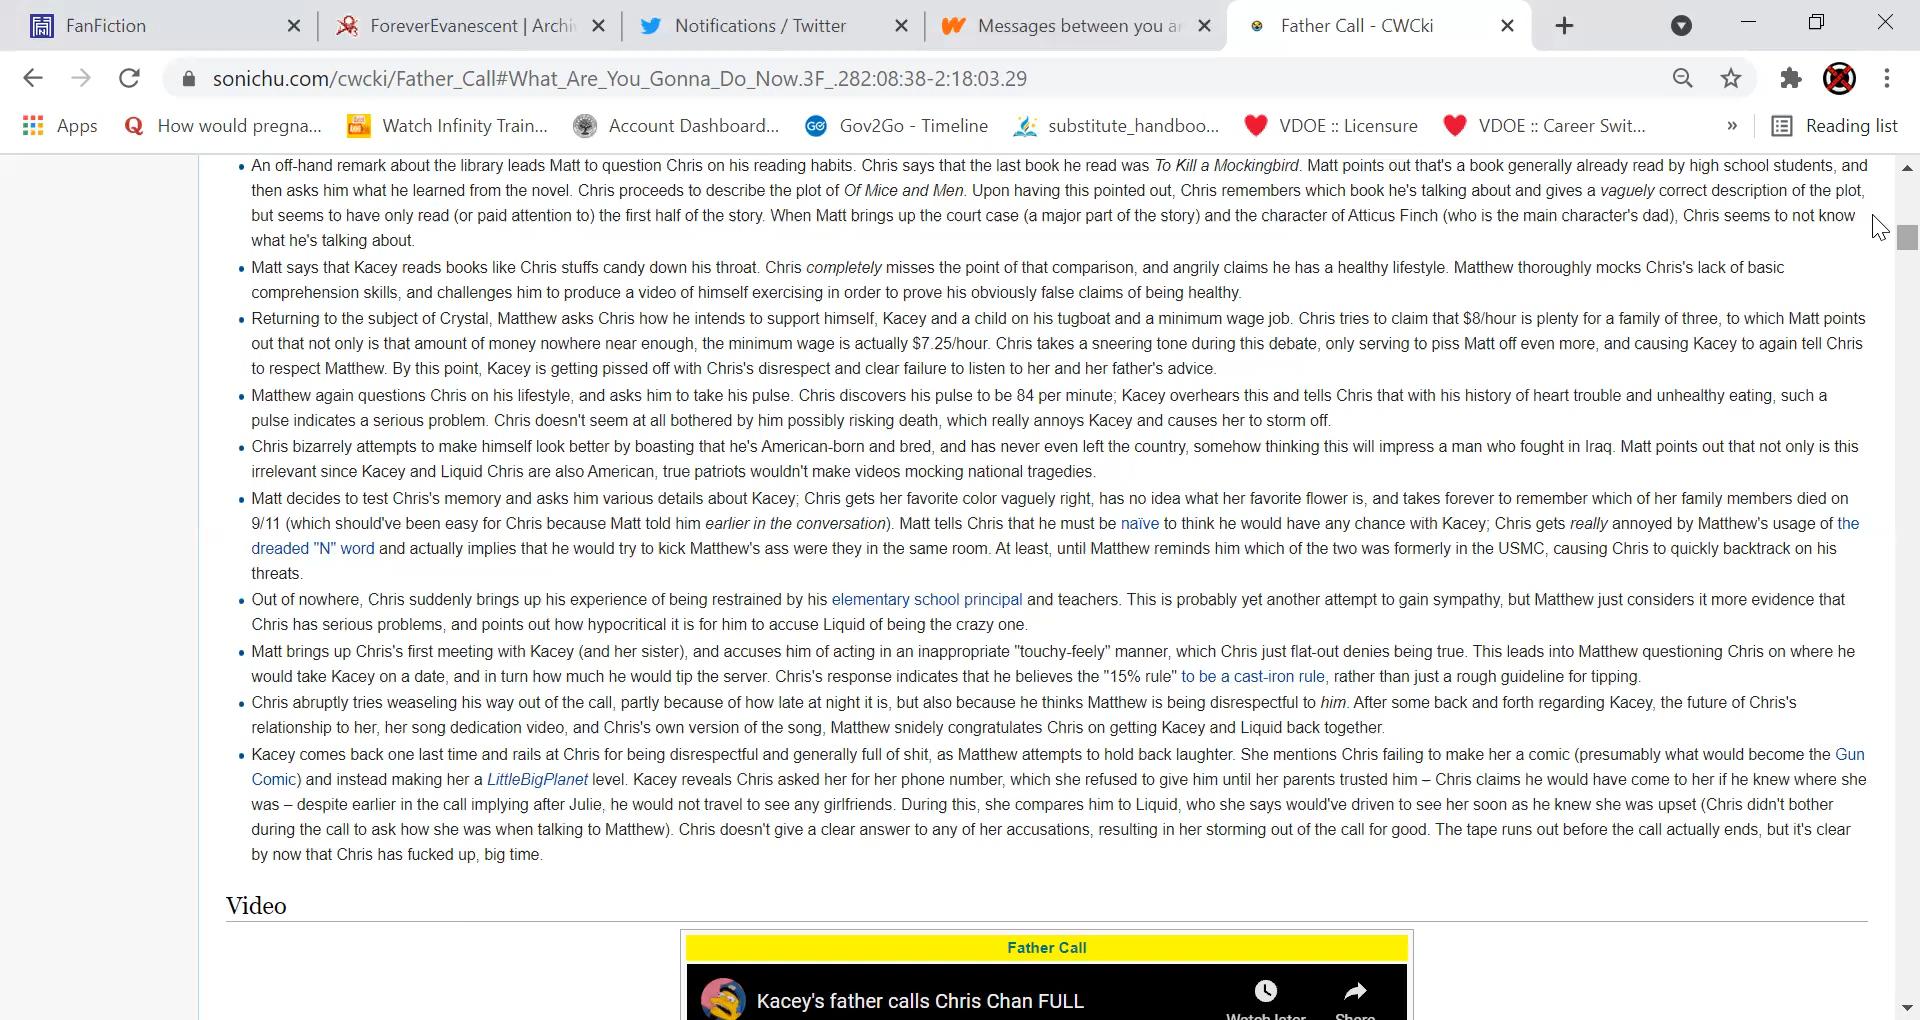 FanFiction
ForeverEvanescent | Archi
Notifications / Twitter
Messages between you ar
Father Call - CWCki
sonichu.com/cwcki/Father_Call#What_Are_You_Gonna_Do_Now.3F_.282:08:38-2:18:03.29
Apps
How would pregna...
Watch Infinity Train...
Account Dashboard...
GO
Gov2Go - Timeline
substitute_handboo...
VDOE :: Licensure
VDOE :: Career Swit...
»
Reading list
• An off-hand remark about the library leads Matt to question Chris on his reading habits. Chris says that the last book he read was To Kill a Mockingbird. Matt points out that's a book generally already read by high school students, and
then asks him what he learned from the novel. Chris proceeds to describe the plot of Of Mice and Men. Upon having this pointed out, Chris remembers which book he's talking about and gives a vaguely correct description of the plot,
but seems to have only read (or paid attention to) the first half of the story. When Matt brings up the court case (a major part of the story) and the character of Atticus Finch (who is the main character's dad), Chris seems to not know
what he's talking about.
• Matt says that Kacey reads books like Chris stuffs candy down his throat. Chris completely misses the point of that comparison, and angrily claims he has a healthy lifestyle. Matthew thoroughly mocks Chris's lack of basic
comprehension skills, and challenges him to produce a video of himself exercising in order to prove his obviously false claims of being healthy.
• Returning to the subject of Crystal, Matthew asks Chris how he intends to support himself, Kacey and a child on his tugboat and a minimum wage job. Chris tries to claim that $8/hour is plenty for a family of three, to which Matt points
out that not only is that amount of money nowhere near enough, the minimum wage is actually $7.25/hour. Chris takes a sneering tone during this debate, only serving to piss Matt off even more, and causing Kacey to again tell Chris
to respect Matthew. By this point, Kacey is getting pissed off with Chris's disrespect and clear failure to listen to her and her father's advice.
• Matthew again questions Chris on his lifestyle, and asks him to take his pulse. Chris discovers his pulse to be 84 per minute; Kacey overhears this and tells Chris that with his history of heart trouble and unhealthy eating, such a
pulse indicates a serious problem. Chris doesn't seem at all bothered by him possibly risking death, which really annoys Kacey and causes her to storm off.
• Chris bizarrely attempts to make himself look better by boasting that he's American-born and bred, and has never even left the country, somehow thinking this will impress a man who fought in Iraq. Matt points out that not only is this
irrelevant since Kacey and Liquid Chris are also American, true patriots wouldn't make videos mocking national tragedies.
• Matt decides to test Chris's memory and asks him various details about Kacey; Chris gets her favorite color vaguely right, has no idea what her favorite flower is, and takes forever to remember which of her family members died on
9/11 (which should've been easy for Chris because Matt told him earlier in the conversation). Matt tells Chris that he must be naïve to think he would have any chance with Kacey; Chris gets really annoyed by Matthew's usage of the
dreaded "N" word and actually implies that he would try to kick Matthew's ass were they in the same room. At least, until Matthew reminds him which of the two was formerly in the USMC, causing Chris to quickly backtrack on his
threats.
• Out of nowhere, Chris suddenly brings up his experience of being restrained by his elementary school principal and teachers. This is probably yet another attempt to gain sympathy, but Matthew just considers it more evidence that
Chris has serious problems, and points out how hypocritical it is for him to accuse Liquid of being the crazy one.
• Matt brings up Chris's first meeting with Kacey (and her sister), and accuses him of acting in an inappropriate "touchy-feely" manner, which Chris just flat-out denies being true. This leads into Matthew questioning Chris on where he
would take Kacey on a date, and in turn how much he would tip the server. Chris's response indicates that he believes the "15% rule" to be a cast-iron rule, rather than just a rough guideline for tipping.
• Chris abruptly tries weaseling his way out of the call, partly because of how late at night it is, but also because he thinks Matthew is being disrespectful to him. After some back and forth regarding Kacey, the future of Chris's
relationship to her, her song dedication video, and Chris's own version of the song, Matthew snidely congratulates Chris on getting Kacey and Liquid back together.
• Kacey comes back one last time and rails at Chris for being disrespectful and generally full of shit, as Matthew attempts to hold back laughter. She mentions Chris failing to make her a comic (presumably what would become the Gun
Comic) and instead making her a LittleBigPlanet level. Kacey reveals Chris asked her for her phone number, which she refused to give him until her parents trusted him – Chris claims he would have come to her if he knew where she
was – despite earlier in the call implying after Julie, he would not travel to see any girlfriends. During this, she compares him to Liquid, who she says would've driven to see her soon as he knew she was upset (Chris didn't bother
during the call to ask how she was when talking to Matthew). Chris doesn't give a clear answer to any of her accusations, resulting in her storming out of the call for good. The tape runs out before the call actually ends, but it's clear
by now that Chris has fucked up, big time.
Video
Father Call
Kacey's father calls Chris Chan FULL
Watch later
Share